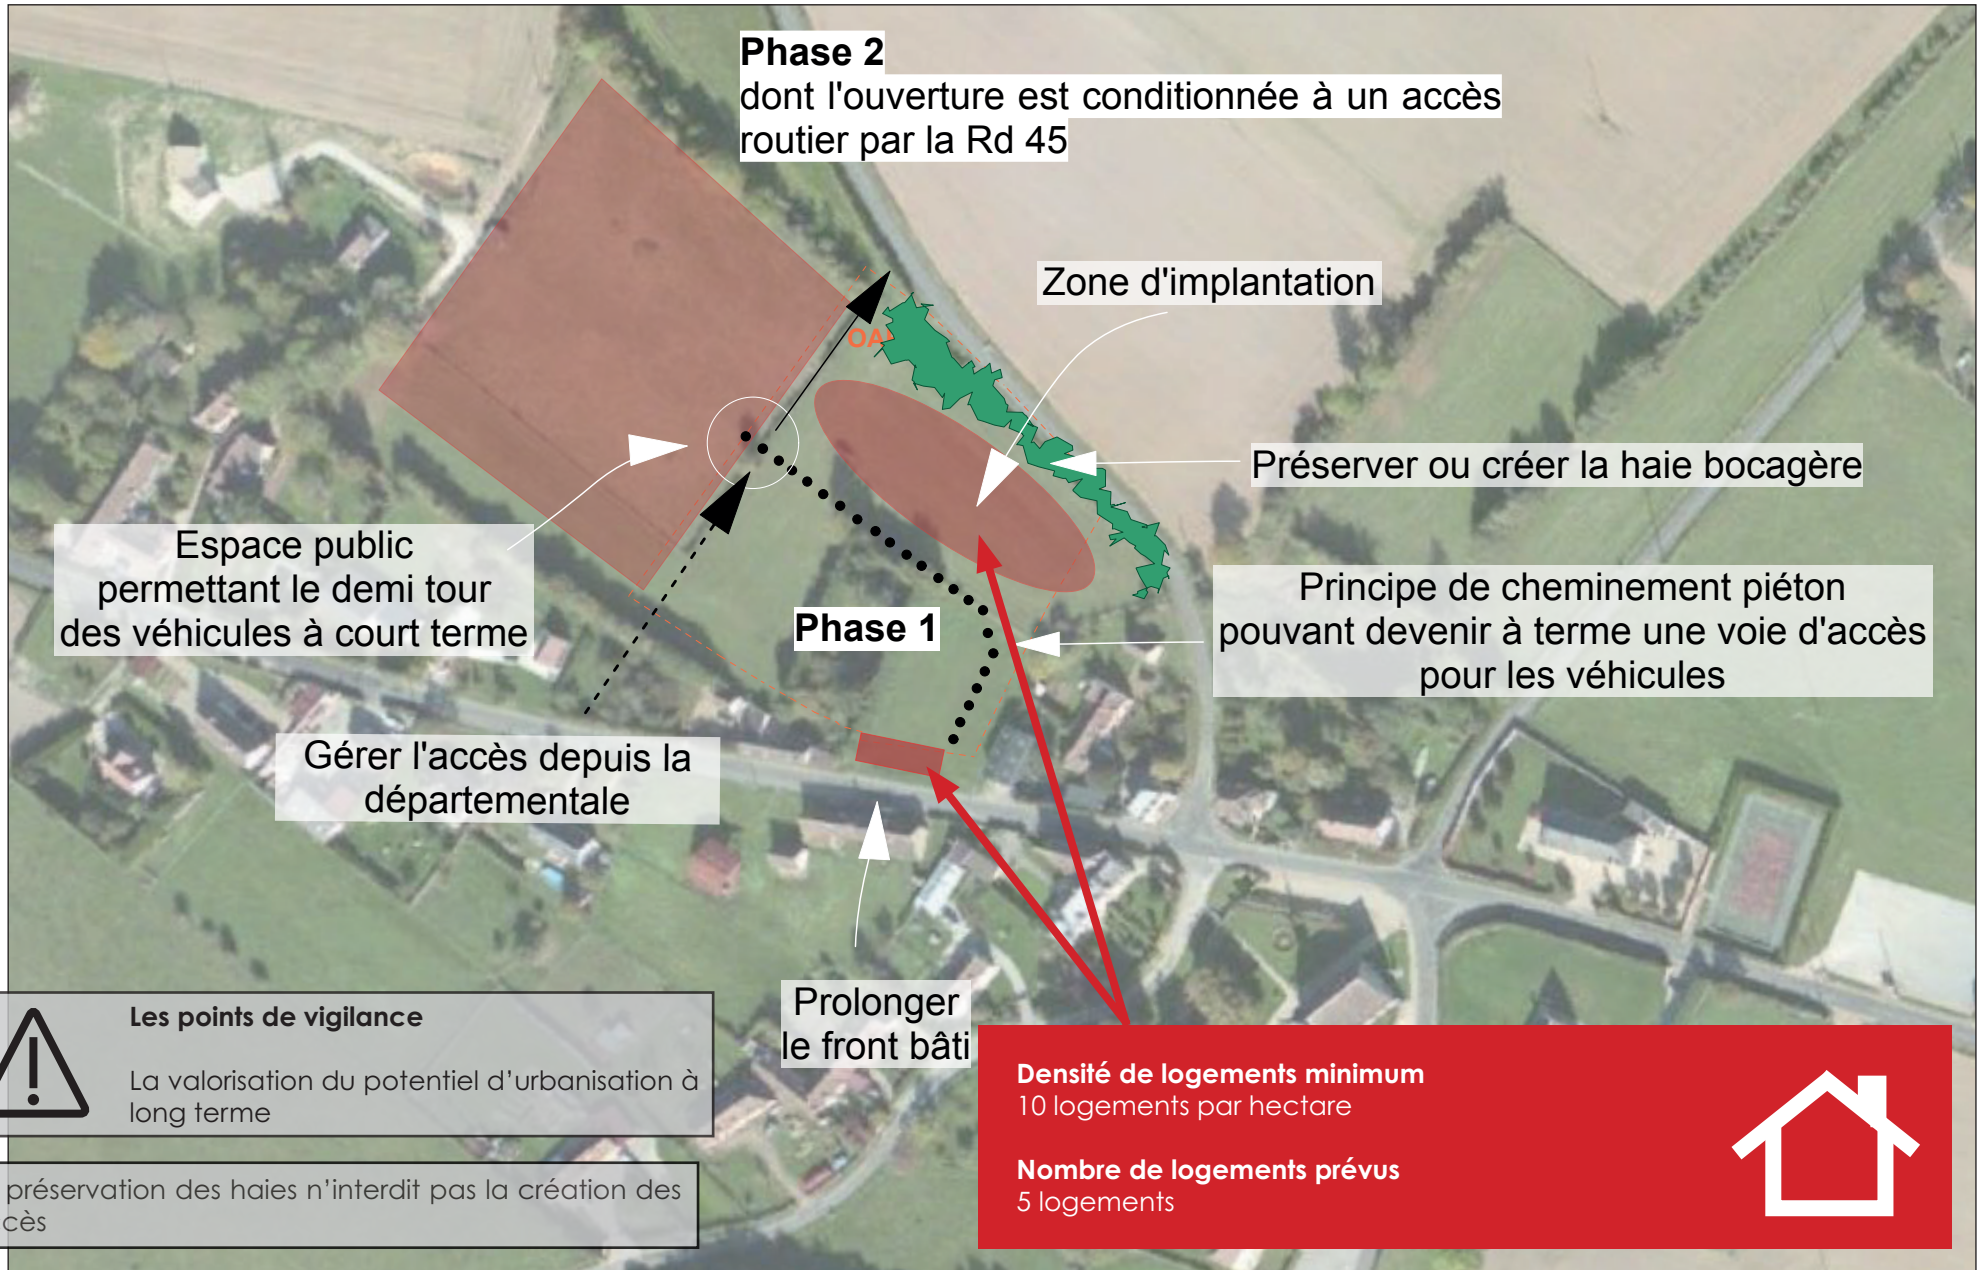 Phase 2
dont l'ouverture est conditionnée à un accès
routier par la Rd 45
Zone d'implantation
OA
Préserver ou créer la haie bocagère
Espace public
permettant le demi tour
des véhicules à court terme
Phase 1
Principe de cheminement piéton
pouvant devenir à terme une voie d'accès
pour les véhicules
Gérer l'accès depuis la
départementale
Prolonger
le front bâti
Les points de vigilance
La valorisation du potentiel d'urbanisation à
long terme
préservation des haies n'interdit pas la création des
cès
Densité de logements minimum
10 logements par hectare
Nombre de logements prévus
5 logements